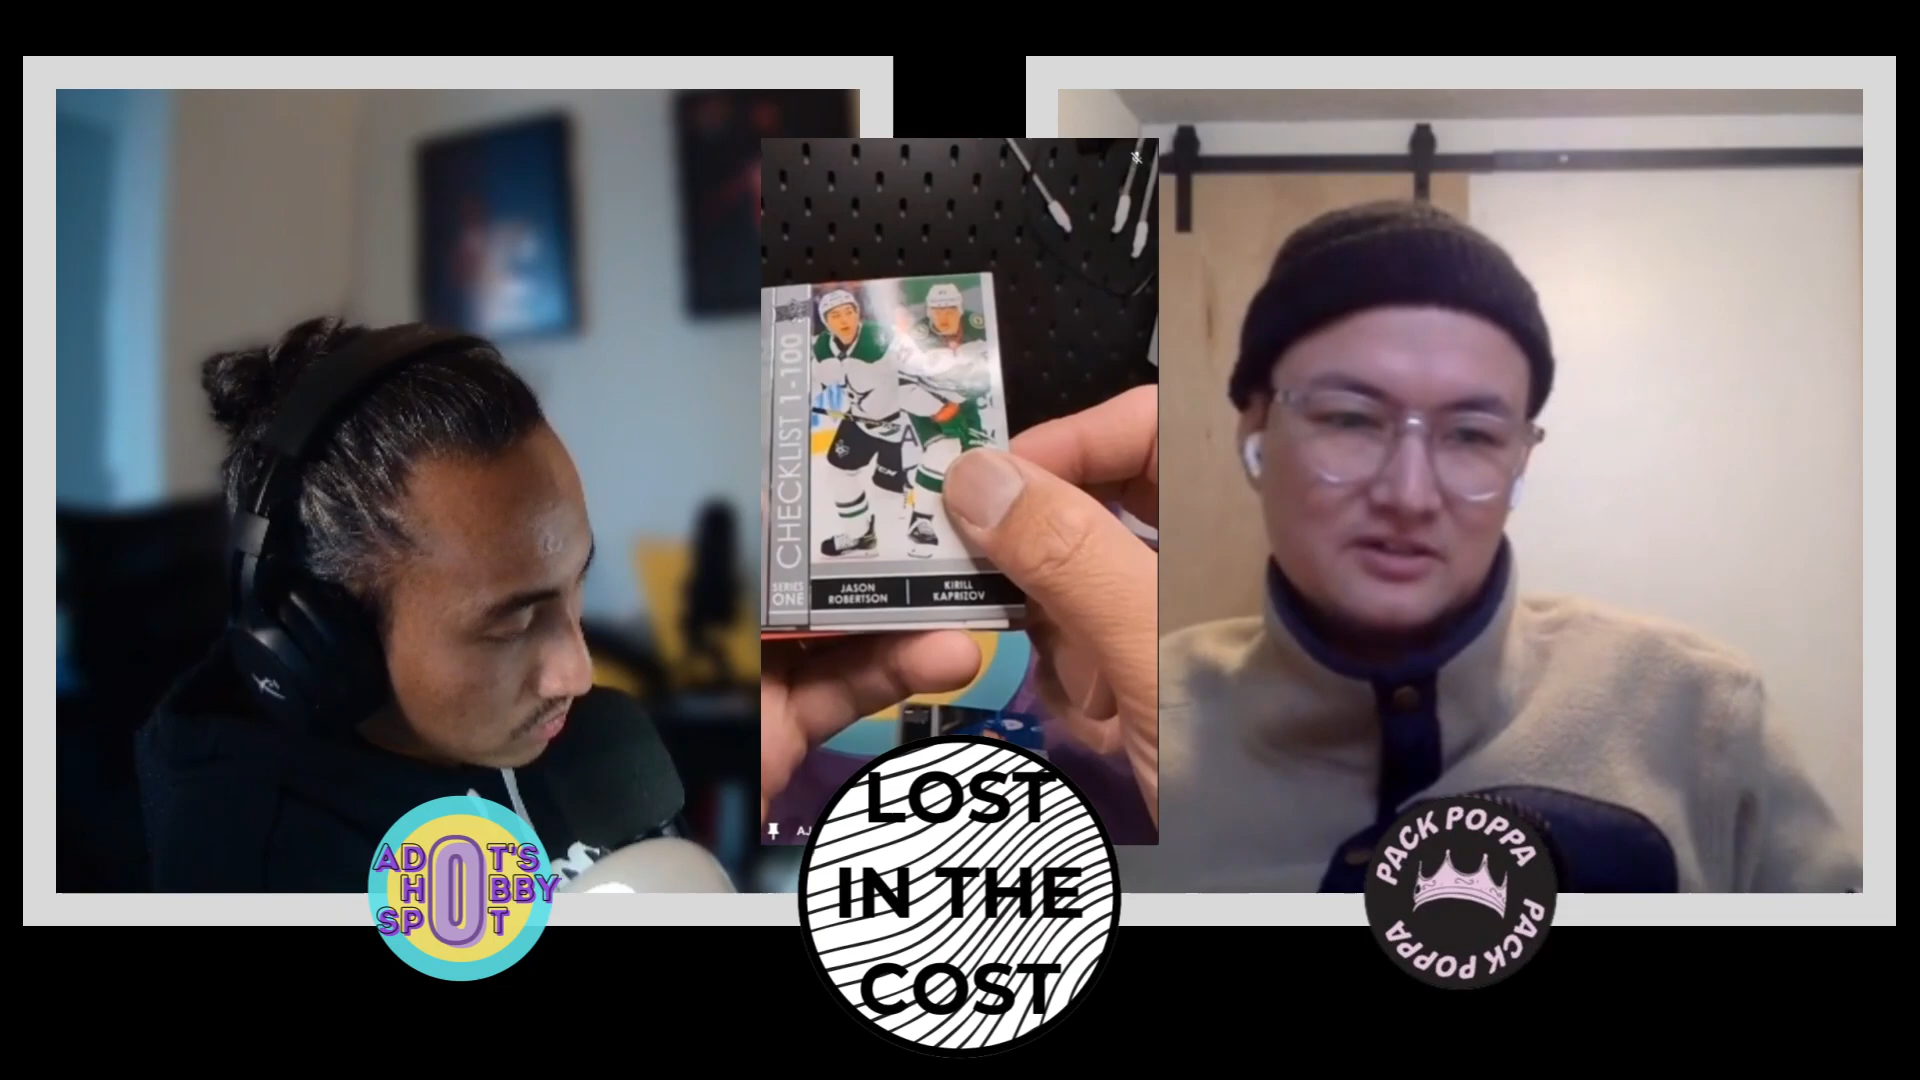 CHECKLIST 1-100
SERIES
ONE
JASON
ROBERTSON
KIRILL
KAPRIZOV
AJ
LOST
IN THE
COST
ADOT'S
HOBBY
SPOT
PACK POPPA
PACK POPPA